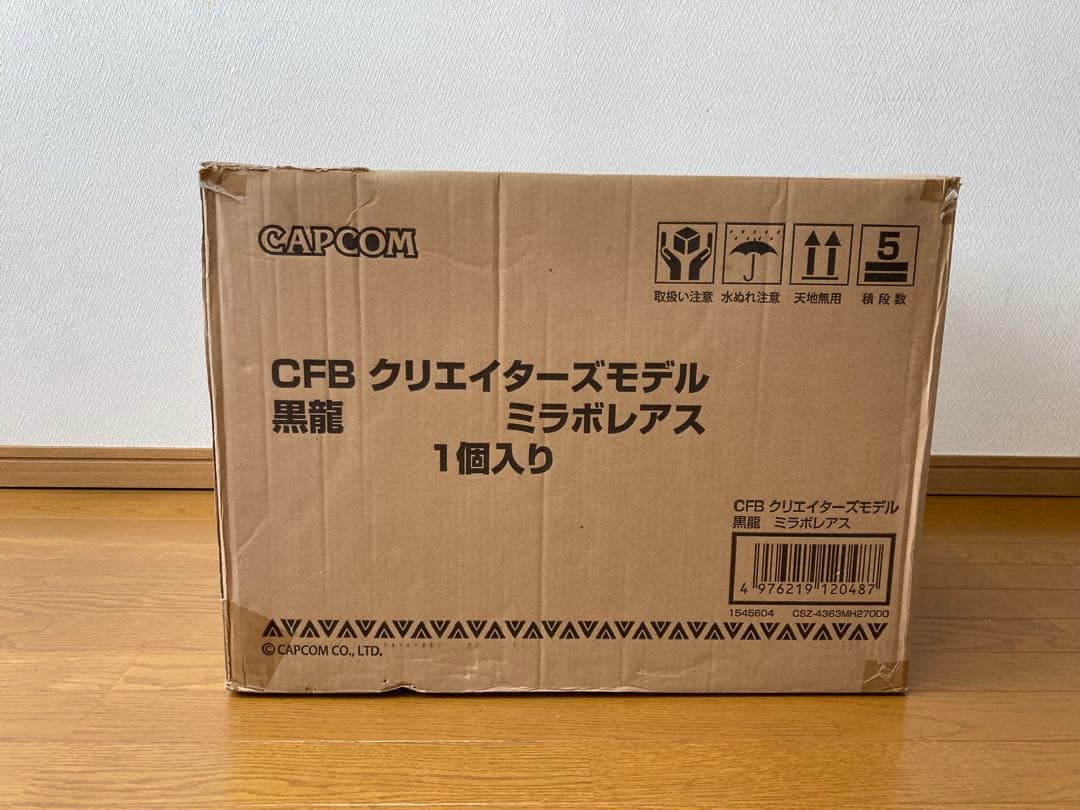 CAPCOM
5
取扱い注意 水ぬれ注意 天地無用 積段数
CFB クリエイターズモデル
黒龍 ミラボレアス
1個入り
CFB クリエイターズモデル
黒龍 ミラボレアス
4 976219 120487
1545604 CSZ-4363MH27000
© CAPCOM CO., LTD.